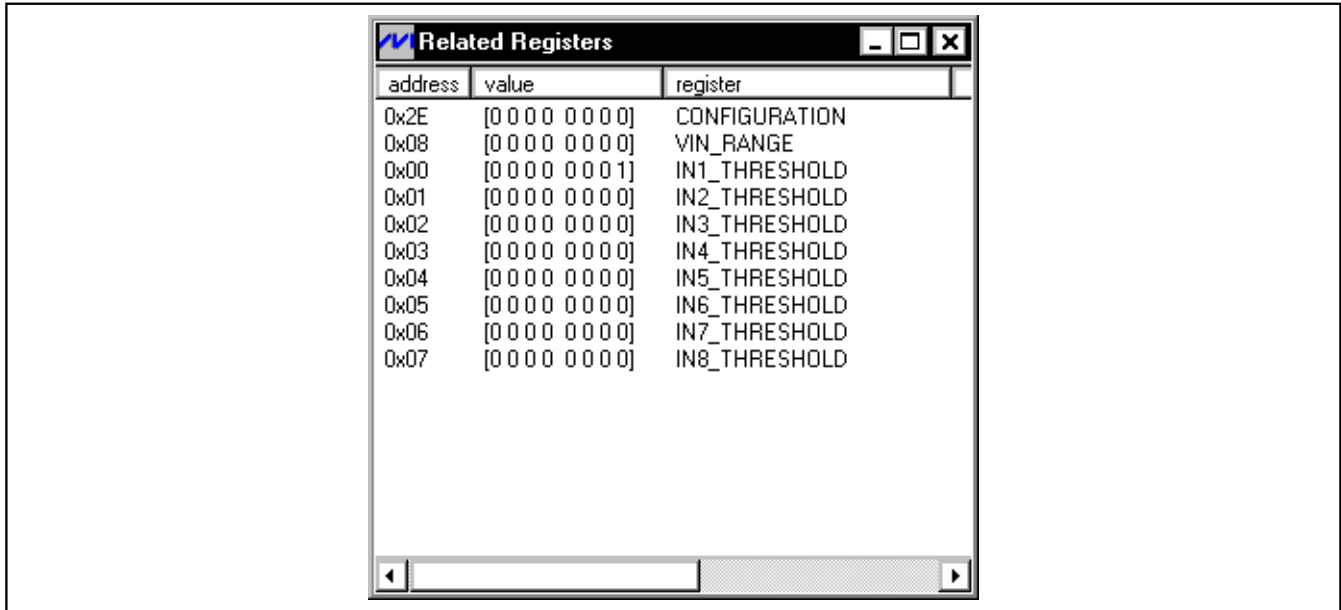 Related Registers
address value register
0x2E [0 0 0 0 0 0 0 0] CONFIGURATION
0x08 [0 0 0 0 0 0 0 0] VIN_RANGE
0x00 [0 0 0 0 0 0 0 1] IN1_THRESHOLD
0x01 [0 0 0 0 0 0 0 0] IN2_THRESHOLD
0x02 [0 0 0 0 0 0 0 0] IN3_THRESHOLD
0x03 [0 0 0 0 0 0 0 0] IN4_THRESHOLD
0x04 [0 0 0 0 0 0 0 0] IN5_THRESHOLD
0x05 [0 0 0 0 0 0 0 0] IN6_THRESHOLD
0x06 [0 0 0 0 0 0 0 0] IN7_THRESHOLD
0x07 [0 0 0 0 0 0 0 0] IN8_THRESHOLD